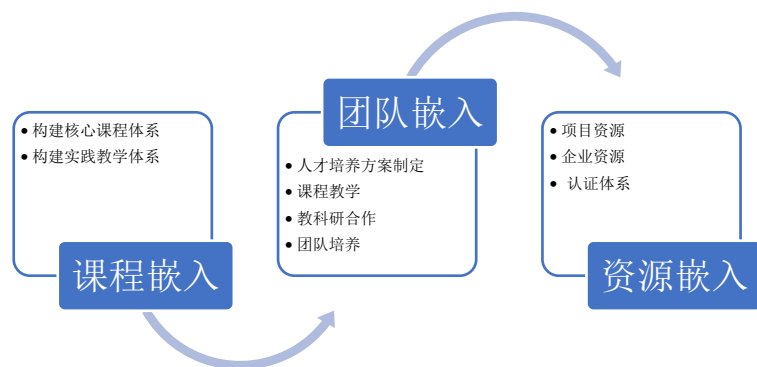 • 构建核心课程体系
• 构建实践教学体系
课程嵌入
团队嵌入
• 人才培养方案制定
• 课程教学
• 教科研合作
• 团队培养
• 项目资源
• 企业资源
• 认证体系
资源嵌入